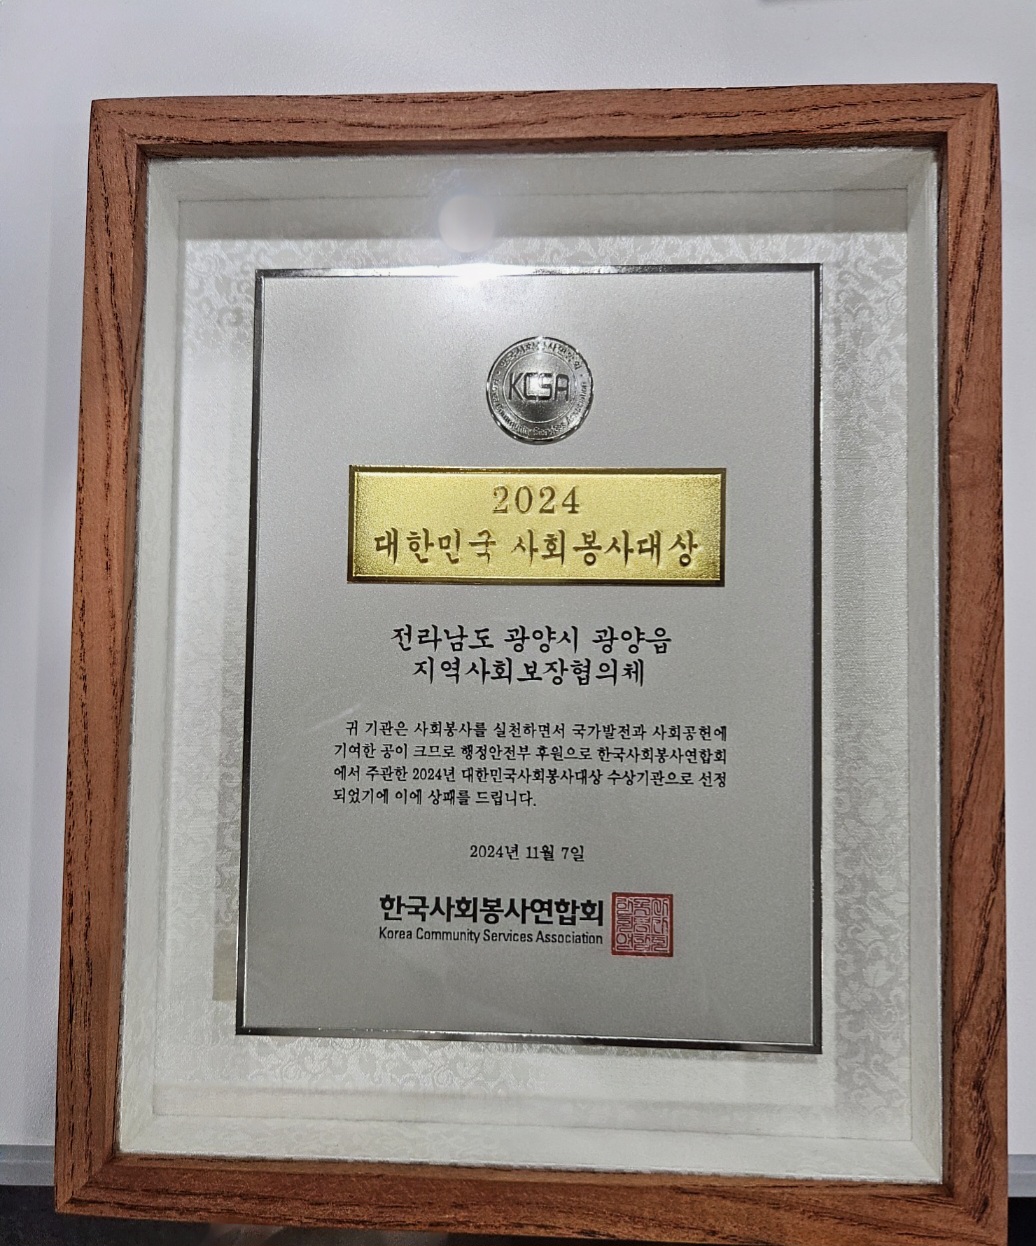 KCSA
2024
대한민국 사회봉사대상
전라남도 광양시 광양읍
지역사회보장협의체
귀 기관은 사회봉사를 실천하면서 국가발전과 사회공헌에
기여한 공이 크므로 행정안전부 후원으로 한국사회봉사연합회
에서 주관한 2024년 대한민국사회봉사대상 수상기관으로 선정
되었기에 이에 상패를 드립니다.
2024년 11월 7일
한국사회봉사연합회
Korea Community Services Association